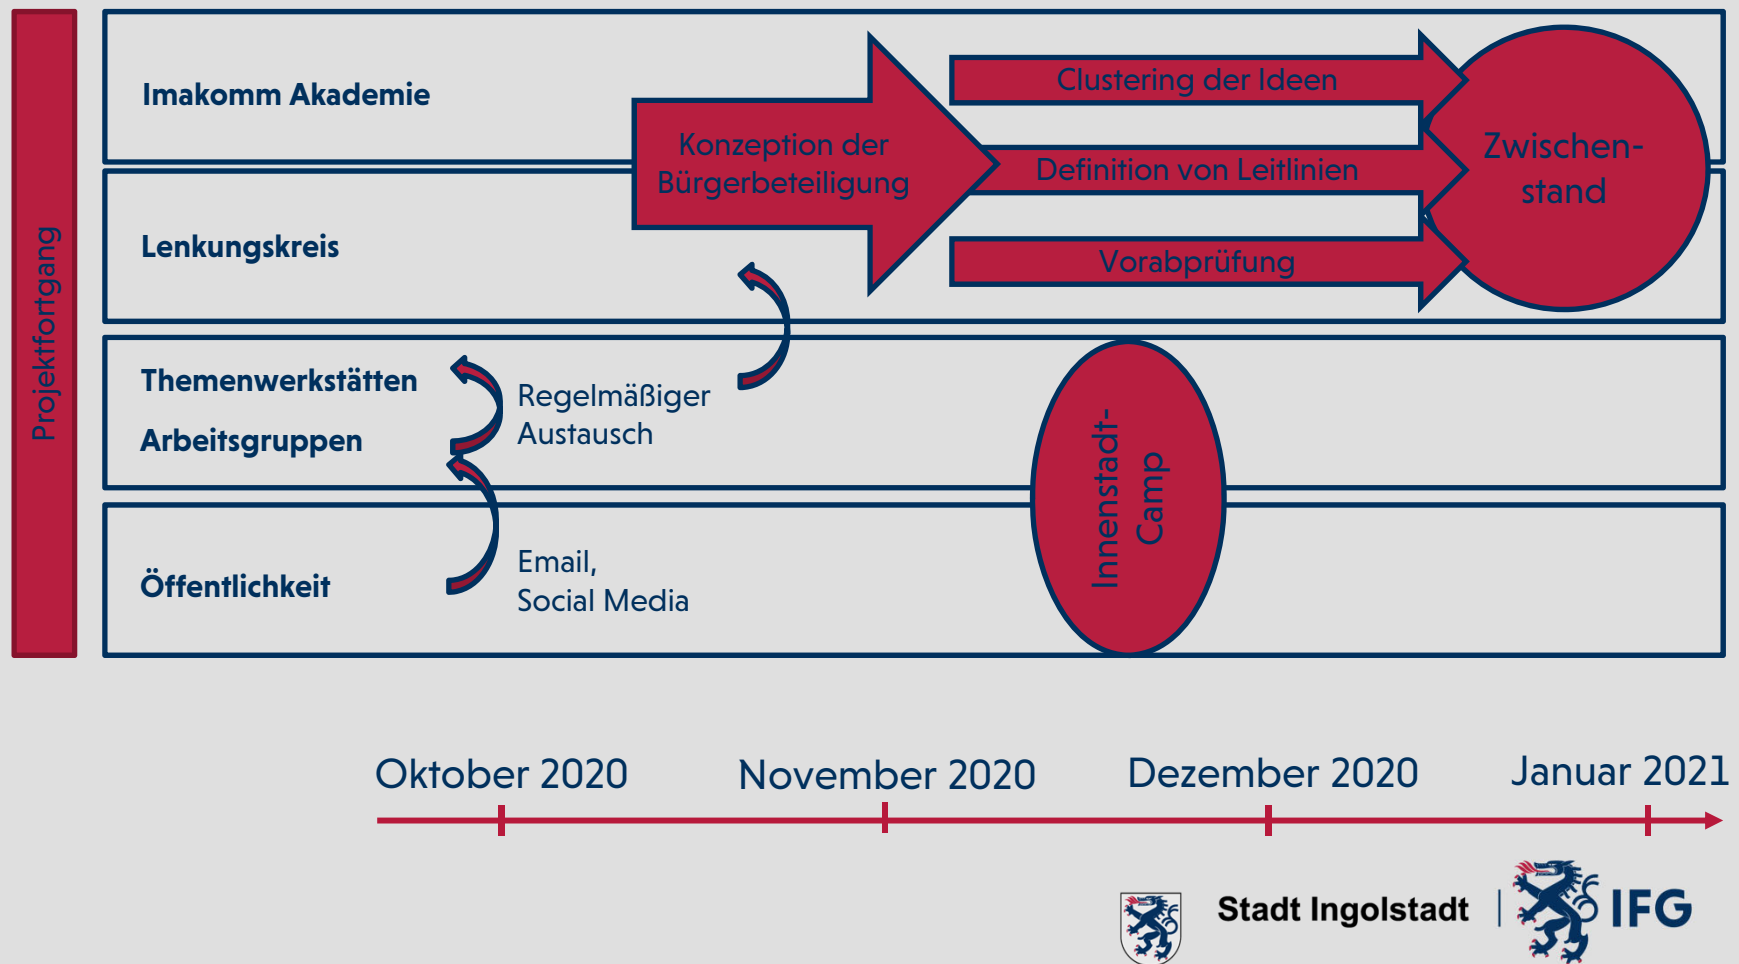 Projektfortgang
Imakomm Akademie
Konzeption der
Bürgerbeteiligung
Clustering der Ideen
Definition von Leitlinien
Vorabprüfung
Zwischen-
stand
Lenkungskreis
Themenwerkstätten
Arbeitsgruppen
Regelmäßiger
Austausch
Innenstadt-
Camp
Öffentlichkeit
Email,
Social Media
Oktober 2020
November 2020
Dezember 2020
Januar 2021
Stadt Ingolstadt
IFG